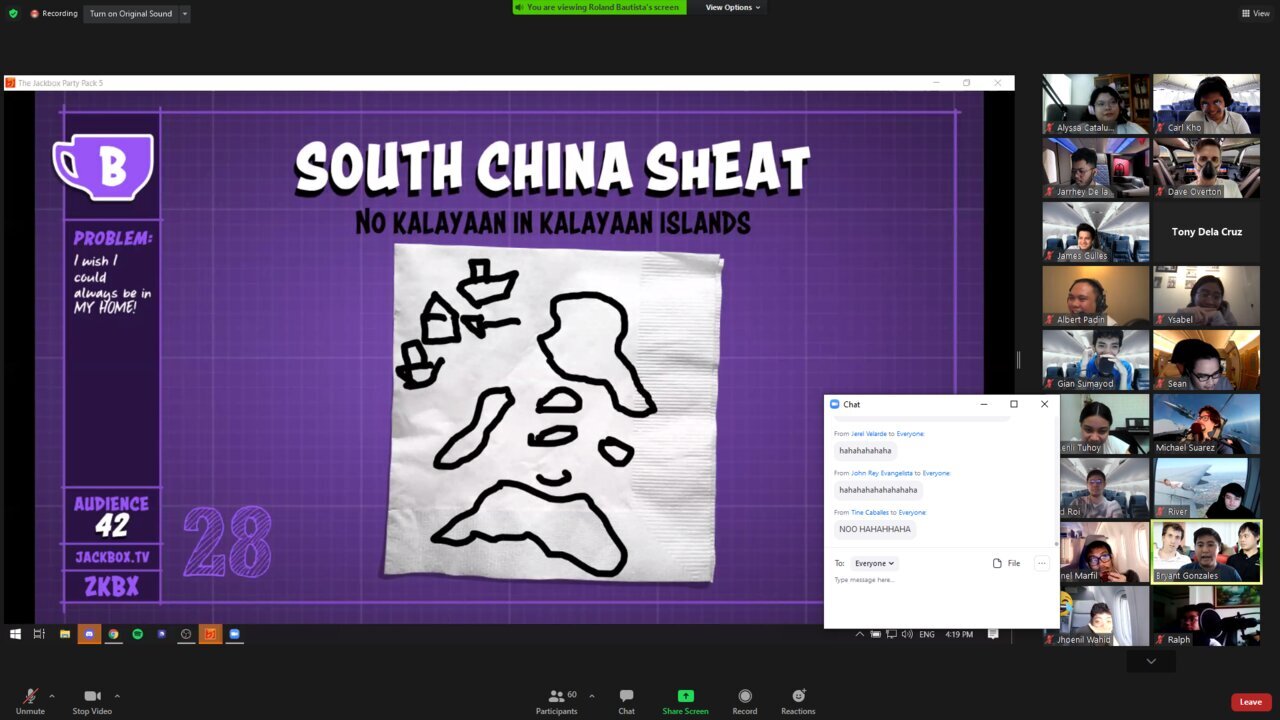 Recording
Turn on Original Sound
You are viewing Roland Bautista's screen
View Options
View
The Jackbox Party Pack 5
B
SOUTH CHINA SHEAT
NO KALAYAAN IN KALAYAAN ISLANDS
PROBLEM:
I wish I
could
always be in
MY HOME!
AUDIENCE
42
JACKBOX.TV
ZKBX
28
Alyssa Catalu...
Carl Kho
Jarrhey De la...
Dave Overton
James Gulles
Tony Dela Cruz
Albert Padin
Ysabel
Gian Sumayod
Sean
enli Tuhoy
Michael Suarez
d Roi
River
nel Marfil
Bryant Gonzales
Jhoenil Wahid
Ralph
Chat
From Jerel Velarde to Everyone:
hahahahahaha
From John Rey Evangelista to Everyone:
hahahahahahahahaha
From Tine Caballes to Everyone:
NOO HAHAHHAHA
To: Everyone
File
Type message here...
ENG 4:19 PM
Unmute
Stop Video
Participants
60
Chat
Share Screen
Record
Reactions
Leave